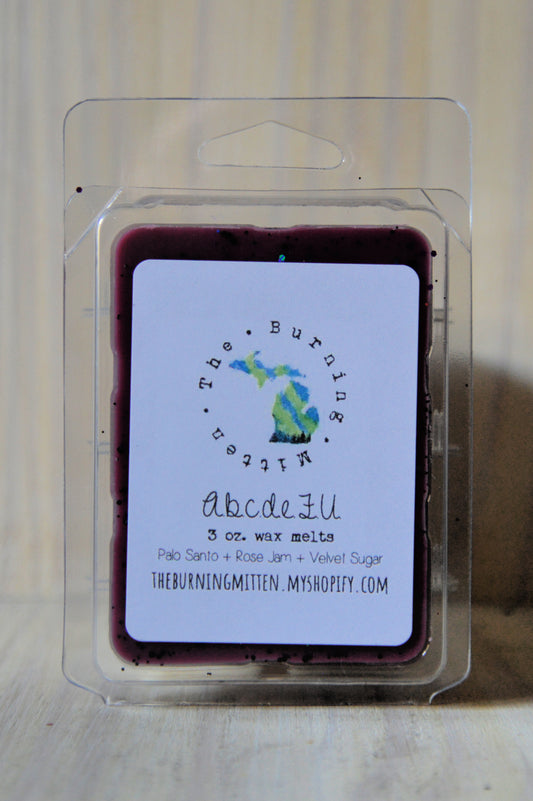 The • Burning • Mitten •
AbcdeFU
3 oz. wax melts
Palo Santo + Rose Jam + Velvet Sugar
THEBURNINGMITTEN.MYSHOPIFY.COM